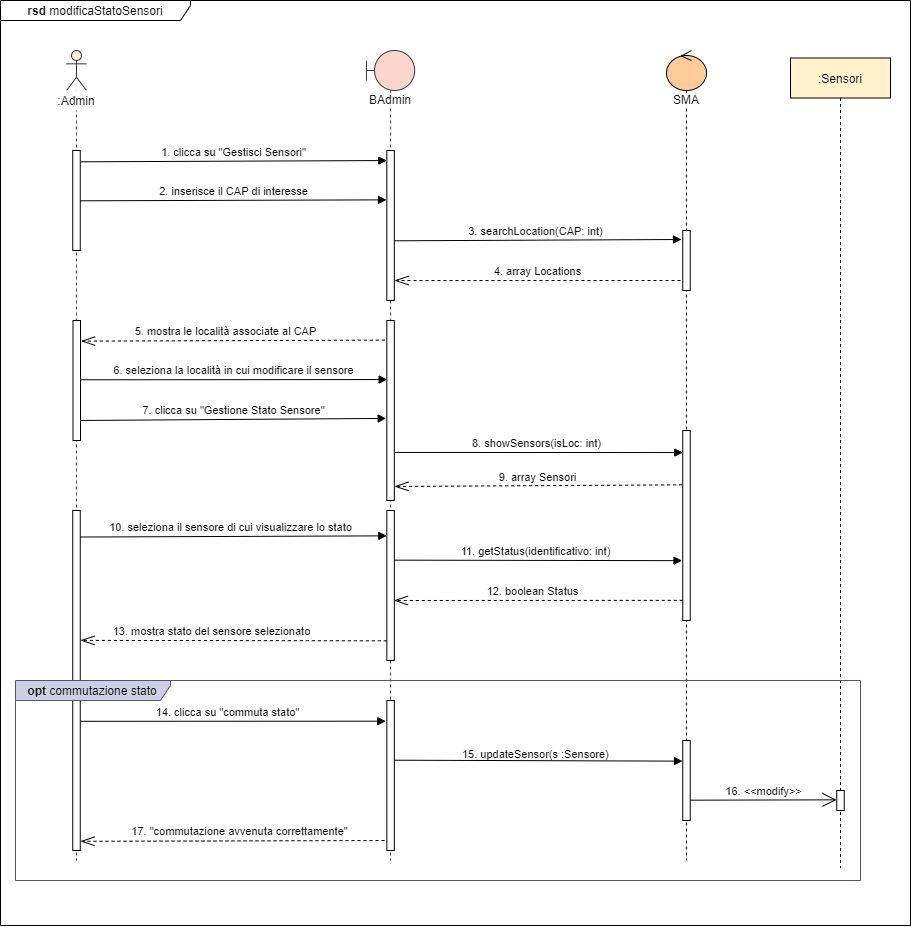 rsd modificaStatoSensori
:Admin
BAdmin
SMA
:Sensori
1. clicca su "Gestisci Sensori"
2. inserisce il CAP di interesse
3. searchLocation(CAP: int)
4. array Locations
5. mostra le località associate al CAP
6. seleziona la località in cui modificare il sensore
7. clicca su "Gestione Stato Sensore"
8. showSensors(isLoc: int)
9. array Sensori
10. seleziona il sensore di cui visualizzare lo stato
11. getStatus(identificativo: int)
12. boolean Status
13. mostra stato del sensore selezionato
opt commutazione stato
14. clicca su "commuta stato"
15. updateSensor(s :Sensore)
16. <<modify>>
17. "commutazione avvenuta correttamente"